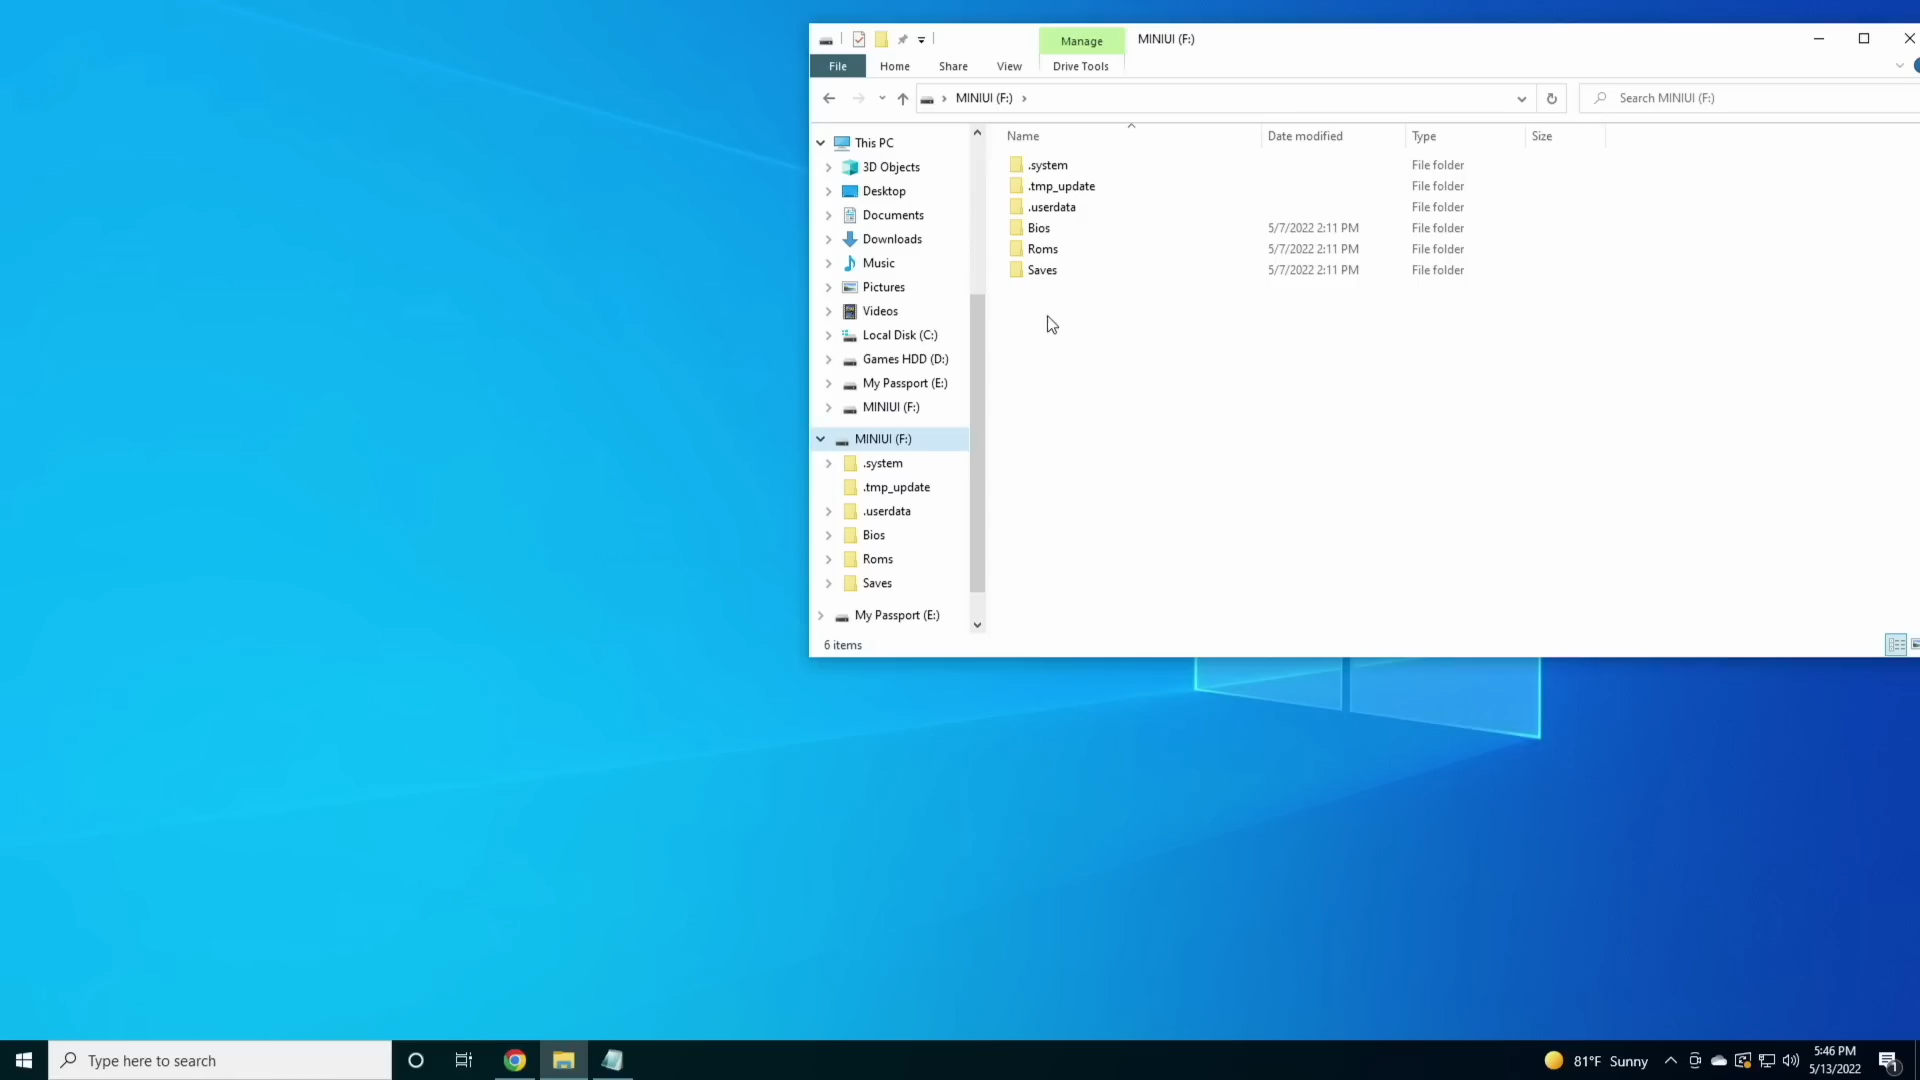 Manage
MINIUI (F:)
File
Home
Share
View
Drive Tools
MINIUI (F:)
Search MINIUI (F:)
This PC
3D Objects
Desktop
Documents
Downloads
Music
Pictures
Videos
Local Disk (C:)
Games HDD (D:)
My Passport (E:)
MINIUI (F:)
MINIUI (F:)
.system
.tmp_update
.userdata
Bios
Roms
Saves
My Passport (E:)
Name Date modified Type Size
.system File folder
.tmp_update File folder
.userdata File folder
Bios 5/7/2022 2:11 PM File folder
Roms 5/7/2022 2:11 PM File folder
Saves 5/7/2022 2:11 PM File folder
6 items
Type here to search
81°F Sunny
5:46 PM
5/13/2022
1